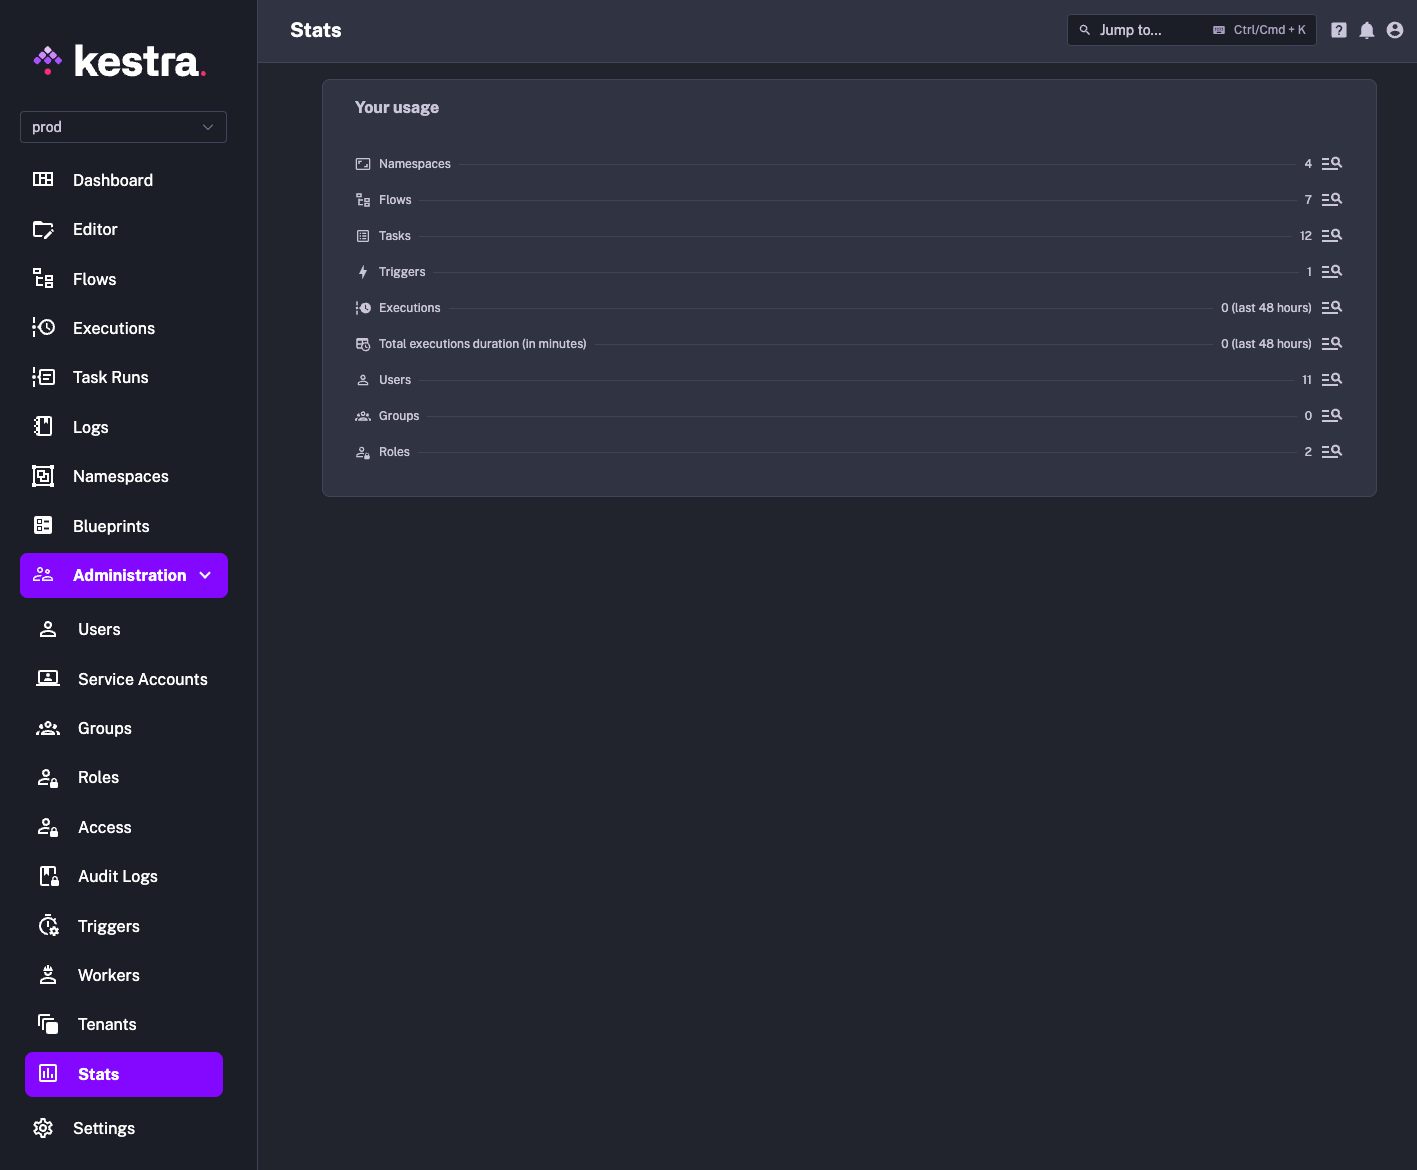 kestra.
prod
Dashboard
Editor
Flows
Executions
Task Runs
Logs
Namespaces
Blueprints
Administration
Users
Service Accounts
Groups
Roles
Access
Audit Logs
Triggers
Workers
Tenants
Stats
Settings
Stats
Jump to... Ctrl/Cmd + K
Your usage
Namespaces 4
Flows 7
Tasks 12
Triggers 1
Executions 0 (last 48 hours)
Total executions duration (in minutes) 0 (last 48 hours)
Users 11
Groups 0
Roles 2